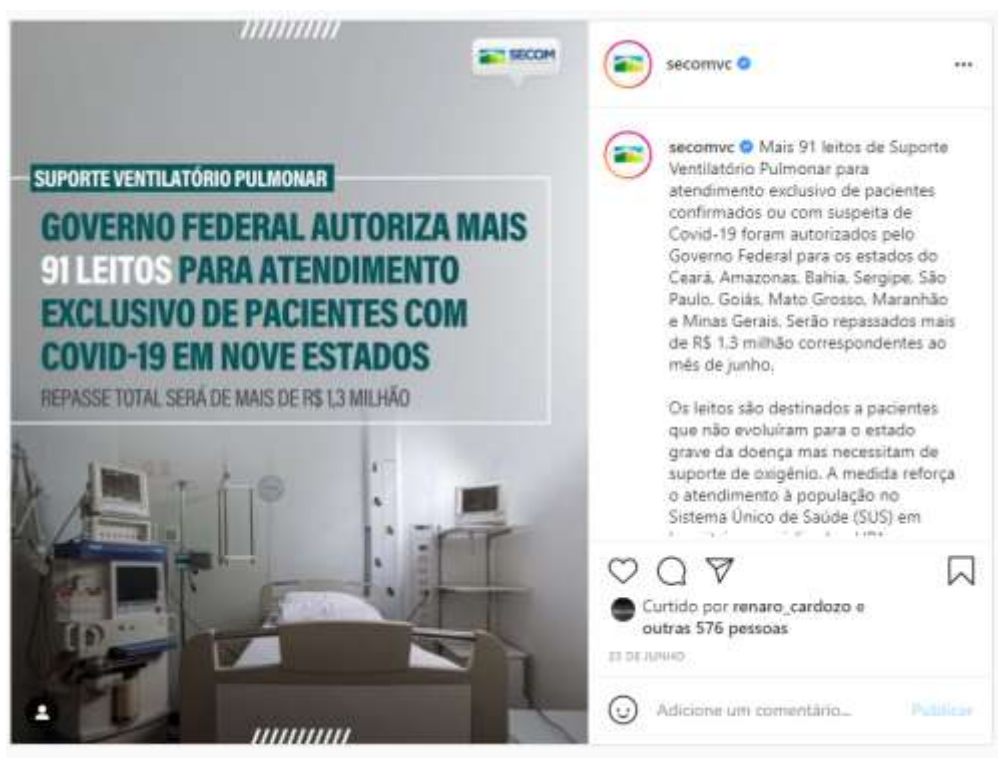 SECOM
SUPORTE VENTILATÓRIO PULMONAR
GOVERNO FEDERAL AUTORIZA MAIS
91 LEITOS PARA ATENDIMENTO
EXCLUSIVO DE PACIENTES COM
COVID-19 EM NOVE ESTADOS
REPASSE TOTAL SERÁ DE MAIS DE R$ 1,3 MILHÃO
secomvc
secomvc Mais 91 leitos de Suporte
Ventilatório Pulmonar para
atendimento exclusivo de pacientes
confirmados ou com suspeita de
Covid-19 foram autorizados pelo
Governo Federal para os estados do
Ceará, Amazonas, Bahia, Sergipe, São
Paulo, Goiás, Mato Grosso, Maranhão
e Minas Gerais. Serão repassados mais
de R$ 1,3 milhão correspondentes ao
mês de junho.
Os leitos são destinados a pacientes
que não evoluíram para o estado
grave da doença mas necessitam de
suporte de oxigênio. A medida reforça
o atendimento à população no
Sistema Único de Saúde (SUS) em
Curtido por renaro_cardozo e
outras 576 pessoas
DE JUNHO
Adicione um comentário...
Publicar